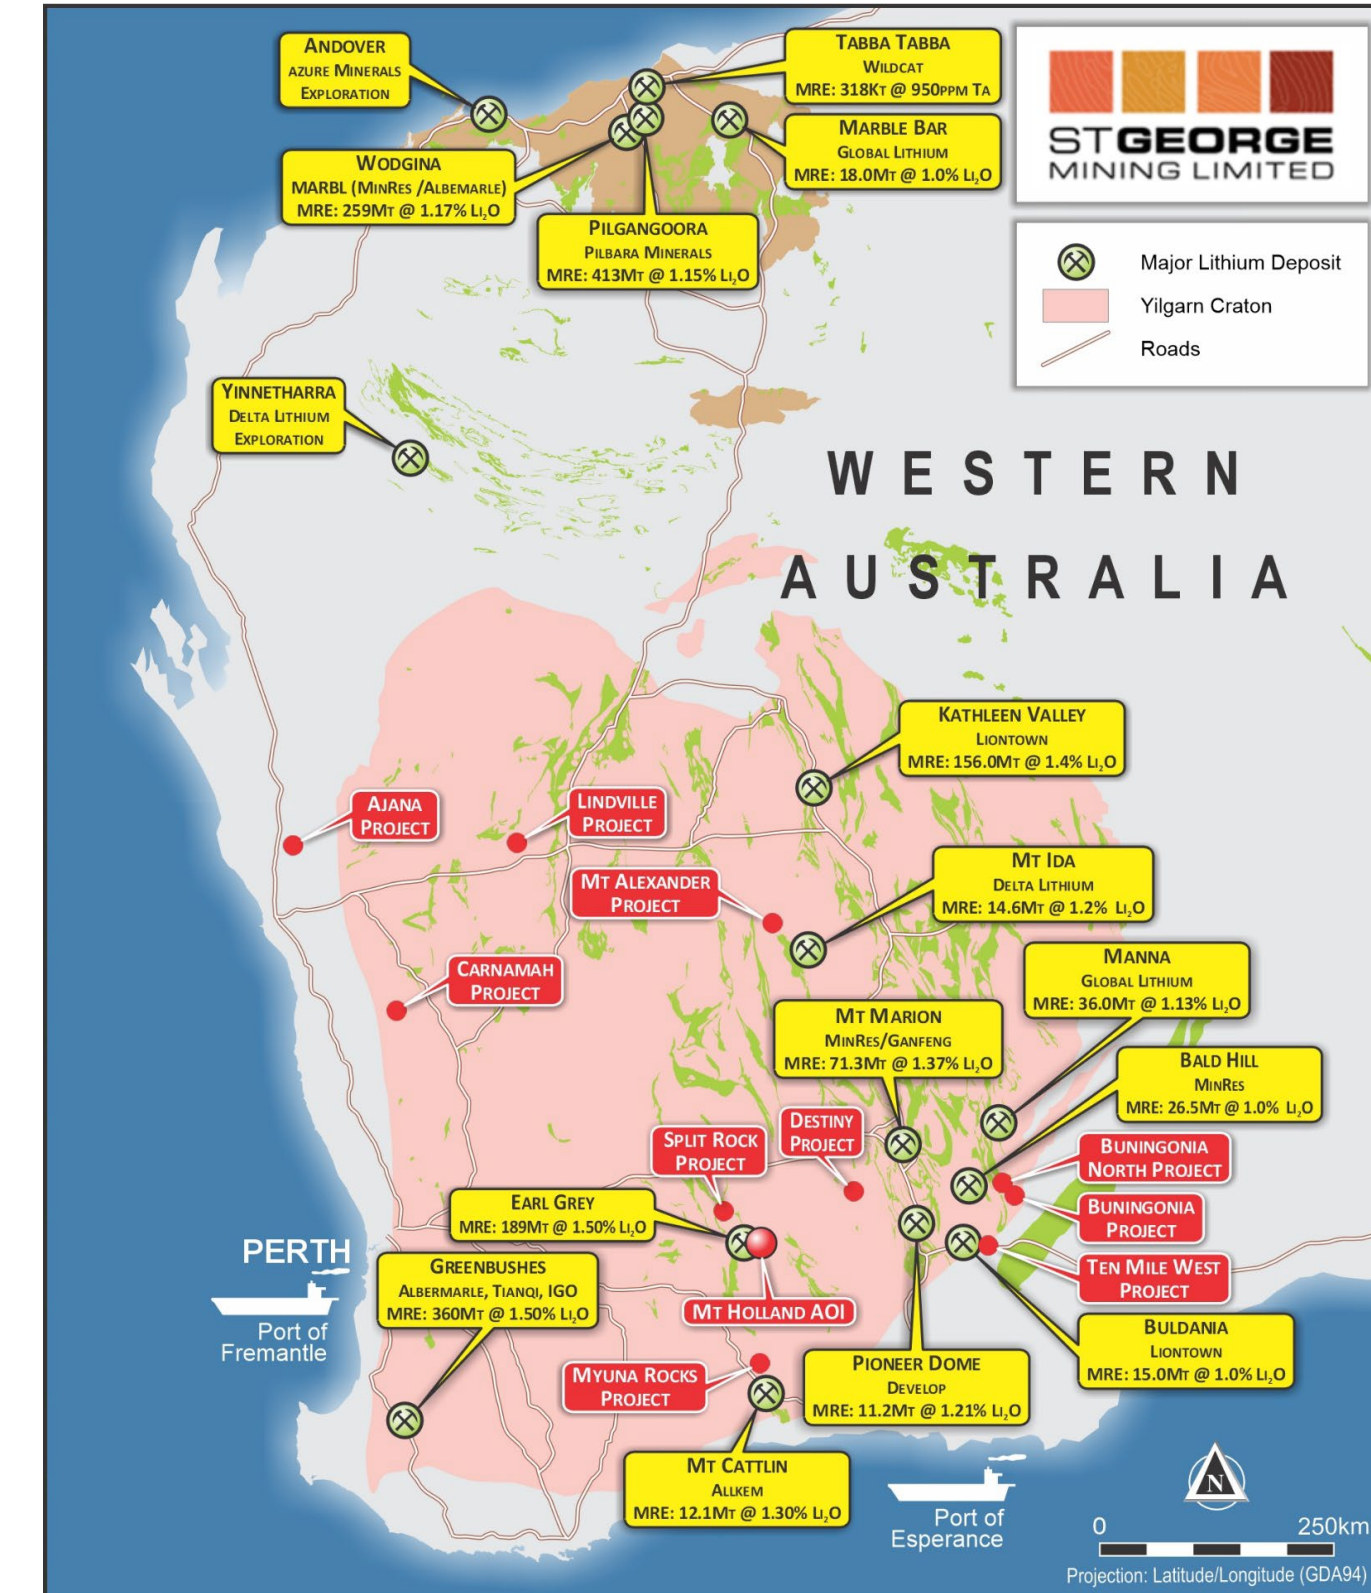 ANDOVER
AZURE MINERALS
EXPLORATION
TABBA TABBA
WILDCAT
MRE: 318KT @ 950PPM TA
MARBLE BAR
GLOBAL LITHIUM
MRE: 18.0MT @ 1.0% LI₂O
WODGINA
MARBL (MINRES /ALBEMARLE)
MRE: 259MT @ 1.17% LI₂O
PILGANGOORA
PILBARA MINERALS
MRE: 413MT @ 1.15% LI₂O
STGEORGE
MINING LIMITED
Major Lithium Deposit
Yilgarn Craton
Roads
YINNETHARRA
DELTA LITHIUM
EXPLORATION
WESTERN
AUSTRALIA
KATHLEEN VALLEY
LIONTOWN
MRE: 156.0MT @ 1.4% LI₂O
AJANA
PROJECT
LINDVILLE
PROJECT
MT ALEXANDER
PROJECT
MT IDA
DELTA LITHIUM
MRE: 14.6MT @ 1.2% LI₂O
CARNAMAH
PROJECT
MANNA
GLOBAL LITHIUM
MRE: 36.0MT @ 1.13% LI₂O
MT MARION
MINRES/GANFENG
MRE: 71.3MT @ 1.37% LI₂O
BALD HILL
MINRES
MRE: 26.5MT @ 1.0% LI₂O
DESTINY
PROJECT
SPLIT ROCK
PROJECT
BUNINGONIA
NORTH PROJECT
BUNINGONIA
PROJECT
EARL GREY
MRE: 189MT @ 1.50% LI₂O
PERTH
Port of
Fremantle
GREENBUSHES
ALBERMARLE, TIANQI, IGO
MRE: 360MT @ 1.50% LI₂O
MT HOLLAND AOI
TEN MILE WEST
PROJECT
BULDANIA
LIONTOWN
MRE: 15.0MT @ 1.0% LI₂O
MYUNA ROCKS
PROJECT
PIONEER DOME
DEVELOP
MRE: 11.2MT @ 1.21% LI₂O
MT CATTLIN
ALLKEM
MRE: 12.1MT @ 1.30% LI₂O
Port of
Esperance
N
0 250km
Projection: Latitude/Longitude (GDA94)